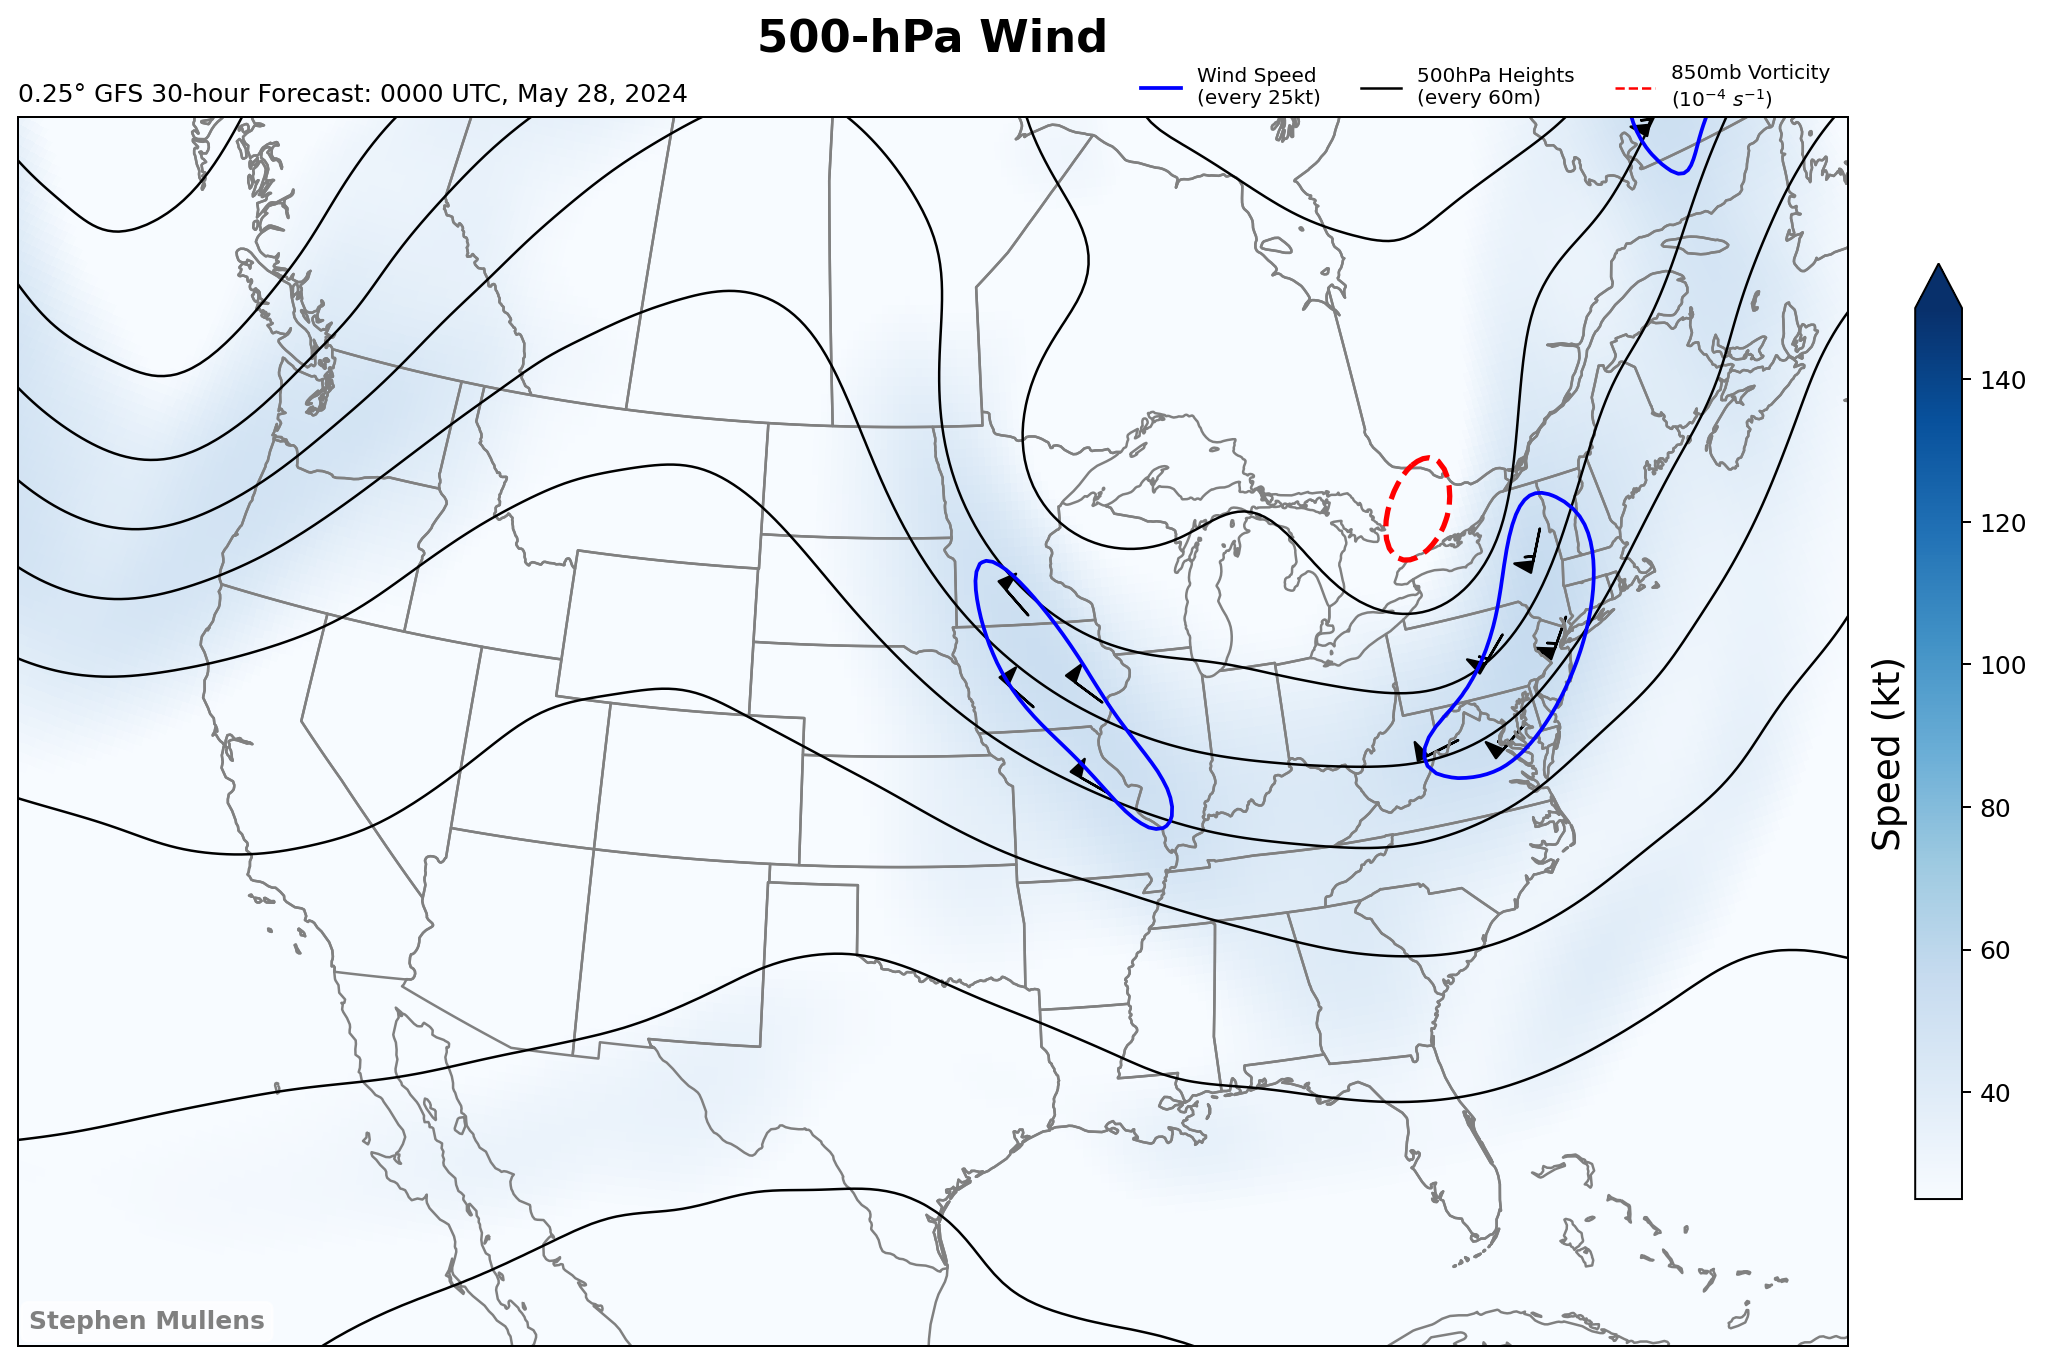 500-hPa Wind
0.25° GFS 30-hour Forecast: 0000 UTC, May 28, 2024
Wind Speed
(every 25kt)
500hPa Heights
(every 60m)
850mb Vorticity
(10⁻⁴ s⁻¹)
140
120
100
80
60
40
Speed (kt)
Stephen Mullens